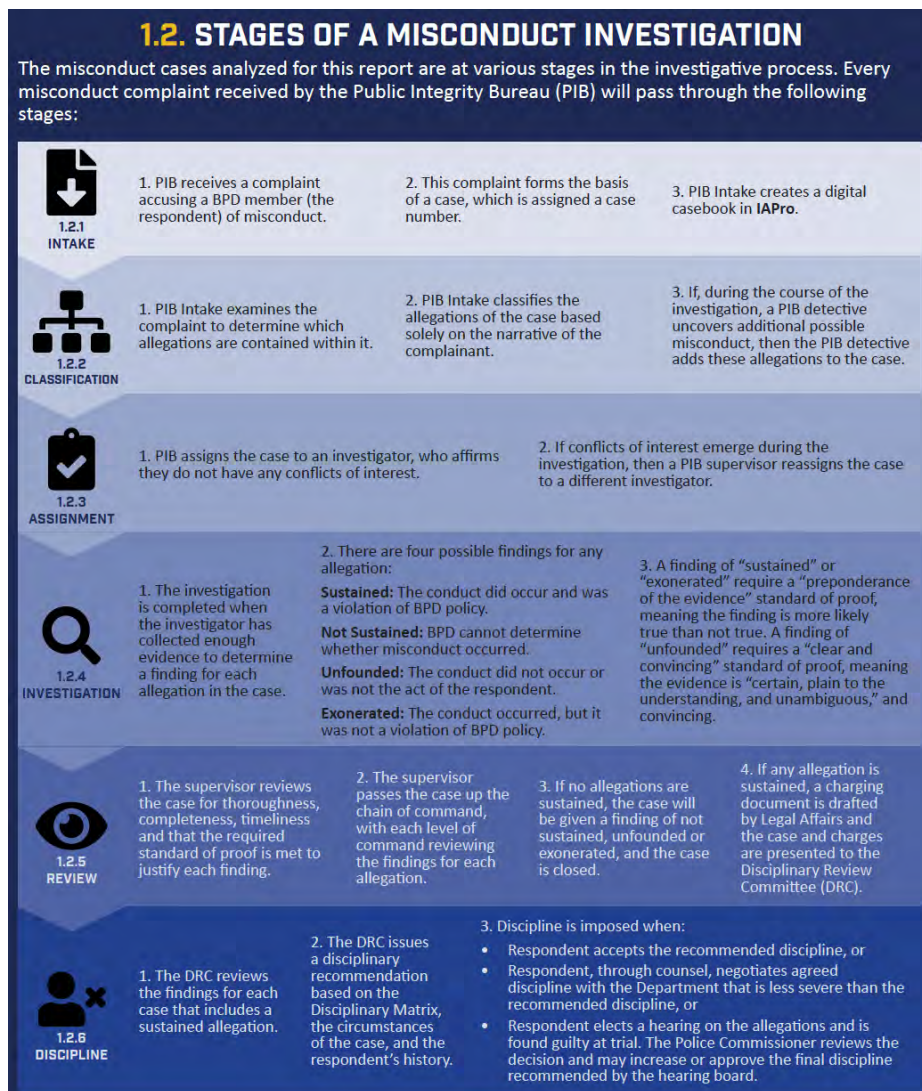 1.2. STAGES OF A MISCONDUCT INVESTIGATION
The misconduct cases analyzed for this report are at various stages in the investigative process. Every
misconduct complaint received by the Public Integrity Bureau (PIB) will pass through the following
stages:
1.2.1
INTAKE
1. PIB receives a complaint
accusing a BPD member (the
respondent) of misconduct.
2. This complaint forms the basis
of a case, which is assigned a case
number.
3. PIB Intake creates a digital
casebook in IAPro.
1.2.2
CLASSIFICATION
1. PIB Intake examines the
complaint to determine which
allegations are contained within it.
2. PIB Intake classifies the
allegations of the case based
solely on the narrative of the
complainant.
3. If, during the course of the
investigation, a PIB detective
uncovers additional possible
misconduct, then the PIB detective
adds these allegations to the case.
1.2.3
ASSIGNMENT
1. PIB assigns the case to an investigator, who affirms
they do not have any conflicts of interest.
2. If conflicts of interest emerge during the
investigation, then a PIB supervisor reassigns the case
to a different investigator.
1.2.4
INVESTIGATION
1. The investigation
is completed when
the investigator has
collected enough
evidence to determine
a finding for each
allegation in the case.
2. There are four possible findings for any
allegation:
Sustained: The conduct did occur and was
a violation of BPD policy.
Not Sustained: BPD cannot determine
whether misconduct occurred.
Unfounded: The conduct did not occur or
was not the act of the respondent.
Exonerated: The conduct occurred, but it
was not a violation of BPD policy.
3. A finding of “sustained” or
“exonerated” require a “preponderance
of the evidence” standard of proof,
meaning the finding is more likely
true than not true. A finding of
“unfounded” requires a “clear and
convincing” standard of proof, meaning
the evidence is “certain, plain to the
understanding, and unambiguous,” and
convincing.
1.2.5
REVIEW
1. The supervisor reviews
the case for thoroughness,
completeness, timeliness
and that the required
standard of proof is met to
justify each finding.
2. The supervisor
passes the case up the
chain of command,
with each level of
command reviewing
the findings for each
allegation.
3. If no allegations are
sustained, the case will
be given a finding of not
sustained, unfounded or
exonerated, and the case
is closed.
4. If any allegation is
sustained, a charging
document is drafted
by Legal Affairs and
the case and charges
are presented to the
Disciplinary Review
Committee (DRC).
1.2.6
DISCIPLINE
1. The DRC reviews
the findings for each
case that includes a
sustained allegation.
2. The DRC issues
a disciplinary
recommendation
based on the
Disciplinary Matrix,
the circumstances
of the case, and the
respondent’s history.
3. Discipline is imposed when:
• Respondent accepts the recommended discipline, or
• Respondent, through counsel, negotiates agreed
discipline with the Department that is less severe than the
recommended discipline, or
• Respondent elects a hearing on the allegations and is
found guilty at trial. The Police Commissioner reviews the
decision and may increase or approve the final discipline
recommended by the hearing board.